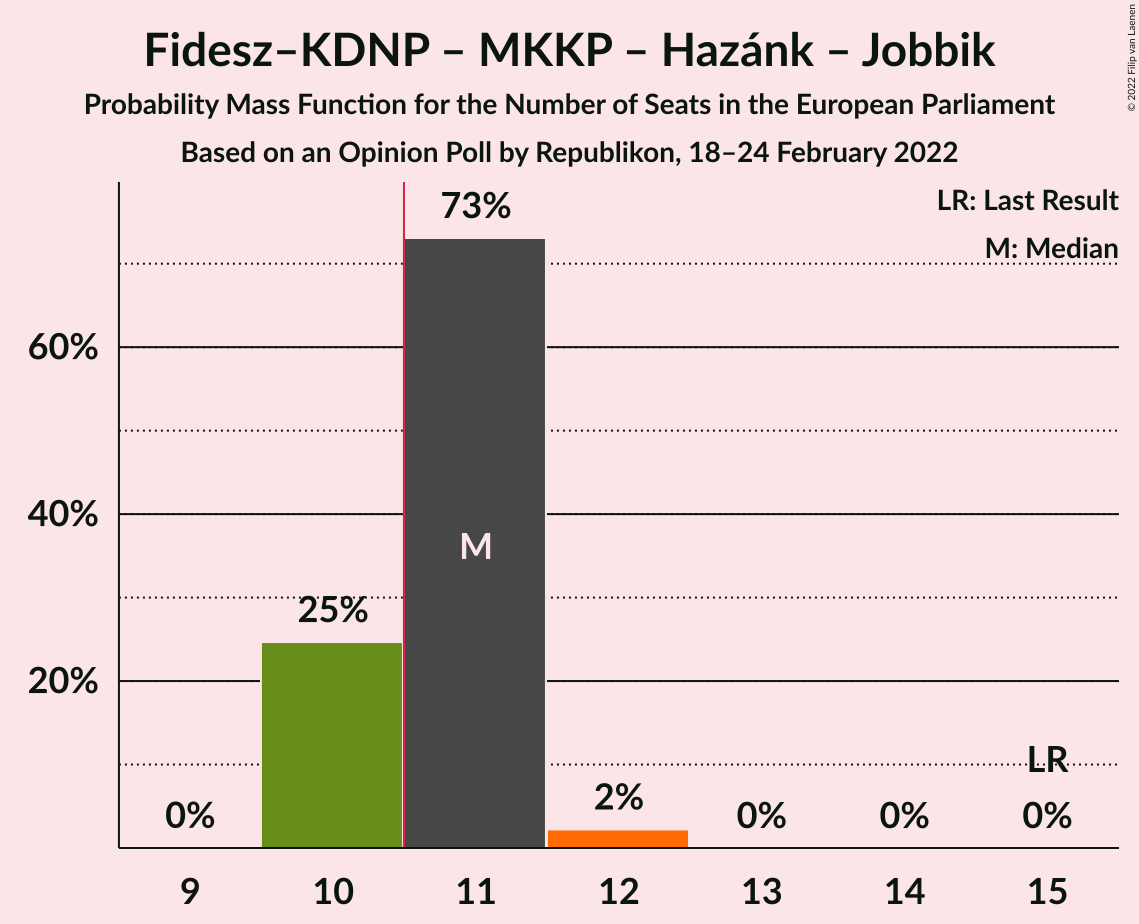 Fidesz–KDNP – MKKP – Hazánk – Jobbik
Probability Mass Function for the Number of Seats in the European Parliament
Based on an Opinion Poll by Republikon, 18–24 February 2022
© 2022 Filip van Laenen
LR: Last Result
M: Median
73%
60%
40%
M
25%
20%
LR
0%
2%
0%
0%
0%
9
10
11
12
13
14
15